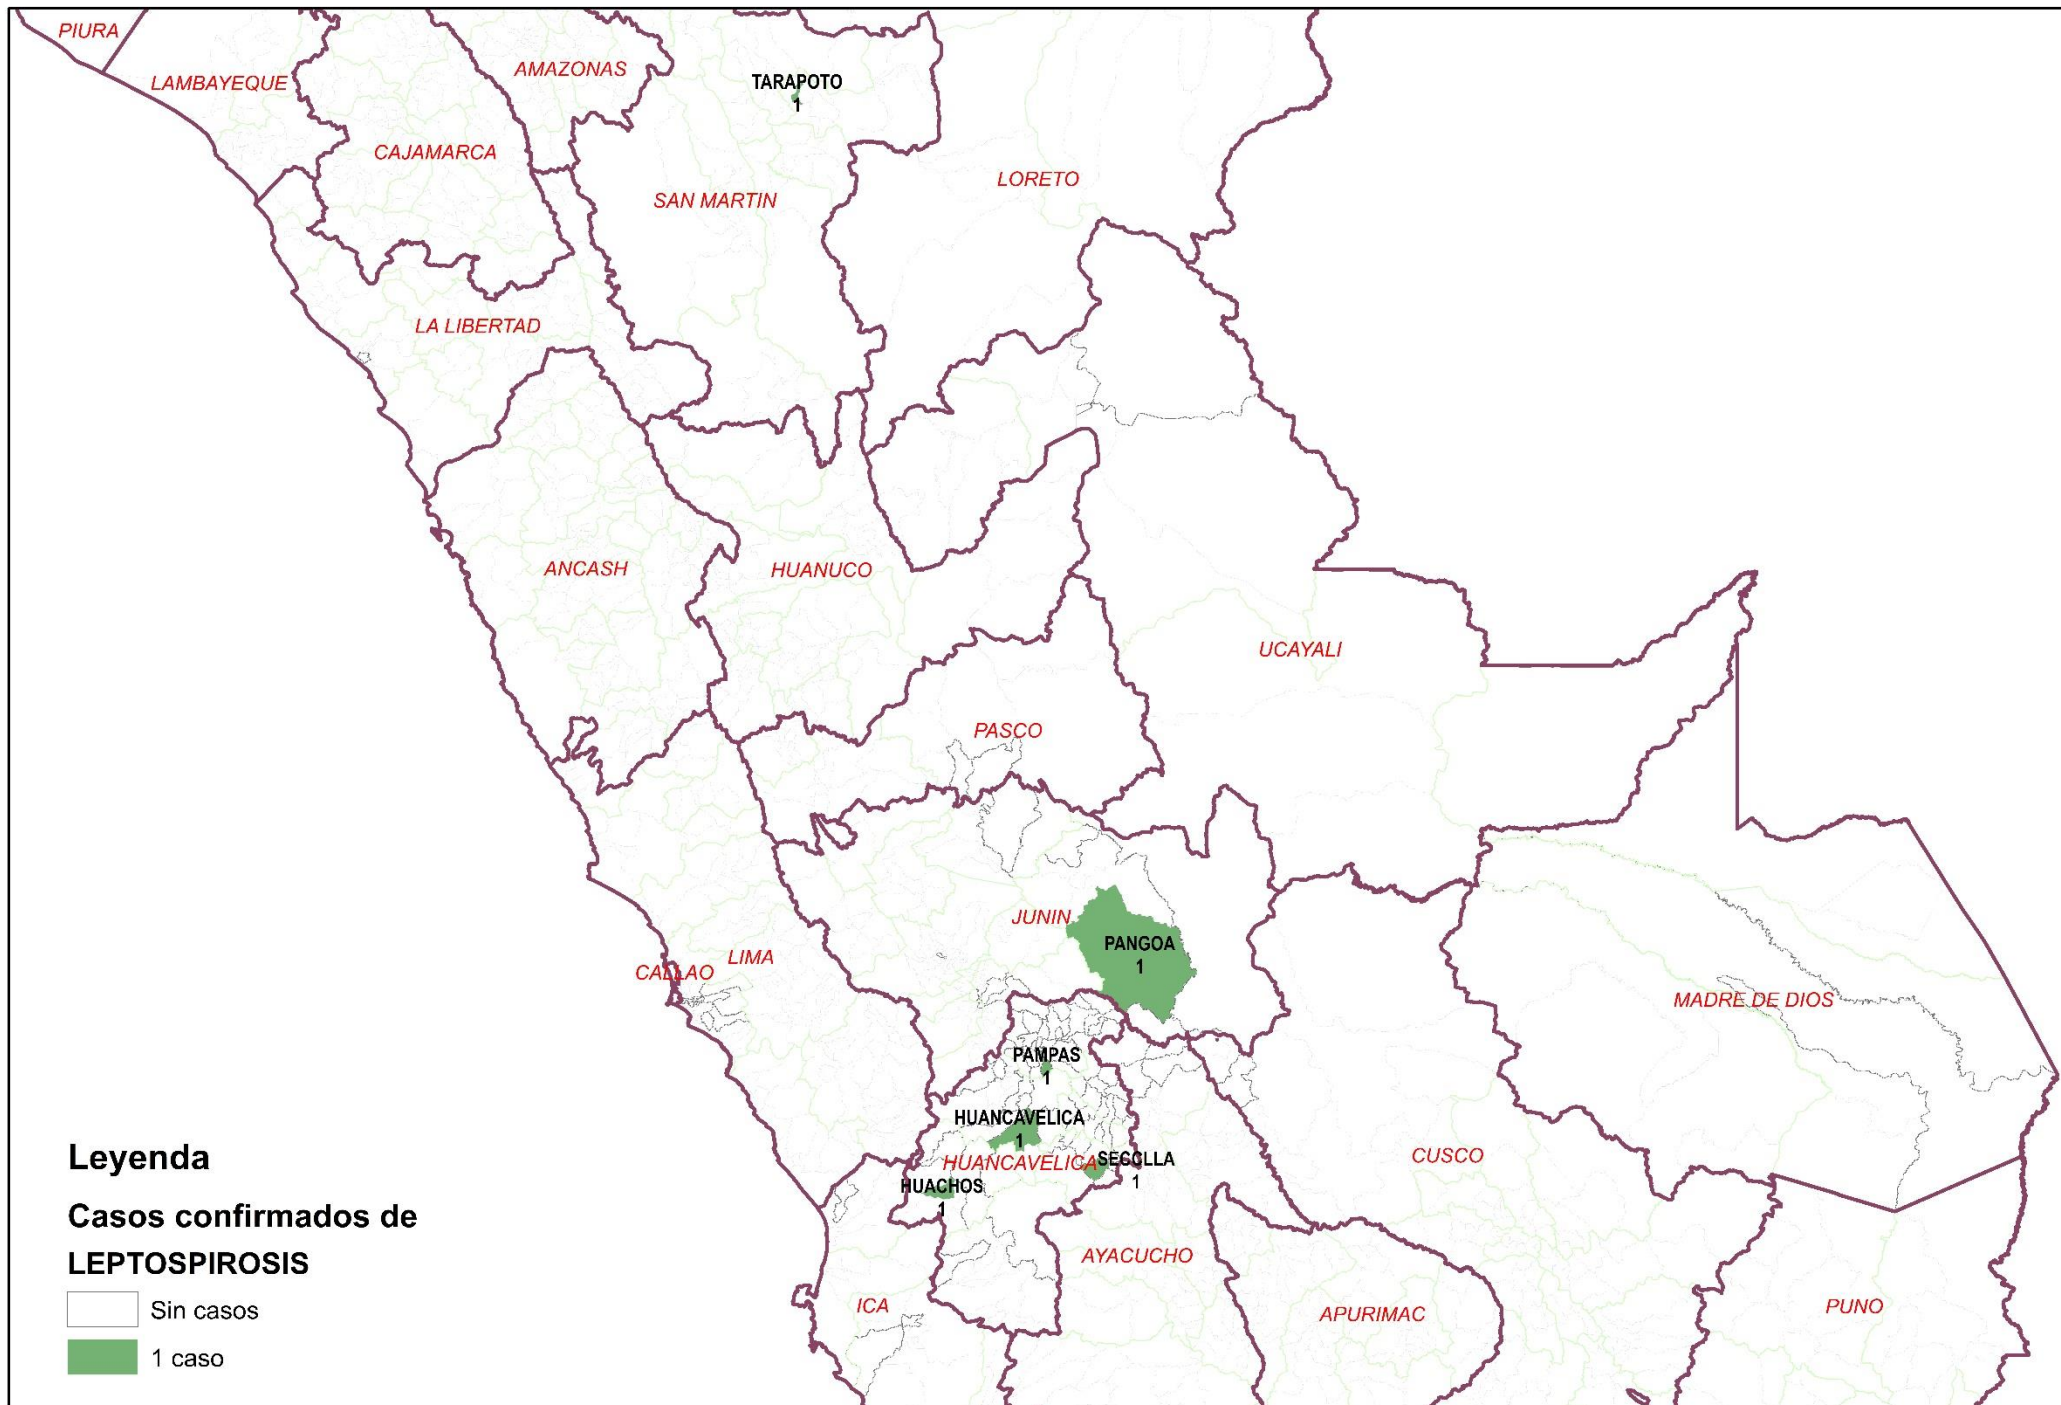 PIURA
LAMBAYEQUE
AMAZONAS
TARAPOTO
1
CAJAMARCA
LORETO
SAN MARTIN
LA LIBERTAD
ANCASH
HUANUCO
UCAYALI
PASCO
JUNIN
PANGOA
1
LIMA
CALLAO
MADRE DE DIOS
PAMPAS
1
HUANCAVELICA
1
HUANCAVELICA
SECCLLA
1
HUACHOS
1
CUSCO
AYACUCHO
ICA
APURIMAC
PUNO
Leyenda
Casos confirmados de
LEPTOSPIROSIS
Sin casos
1 caso